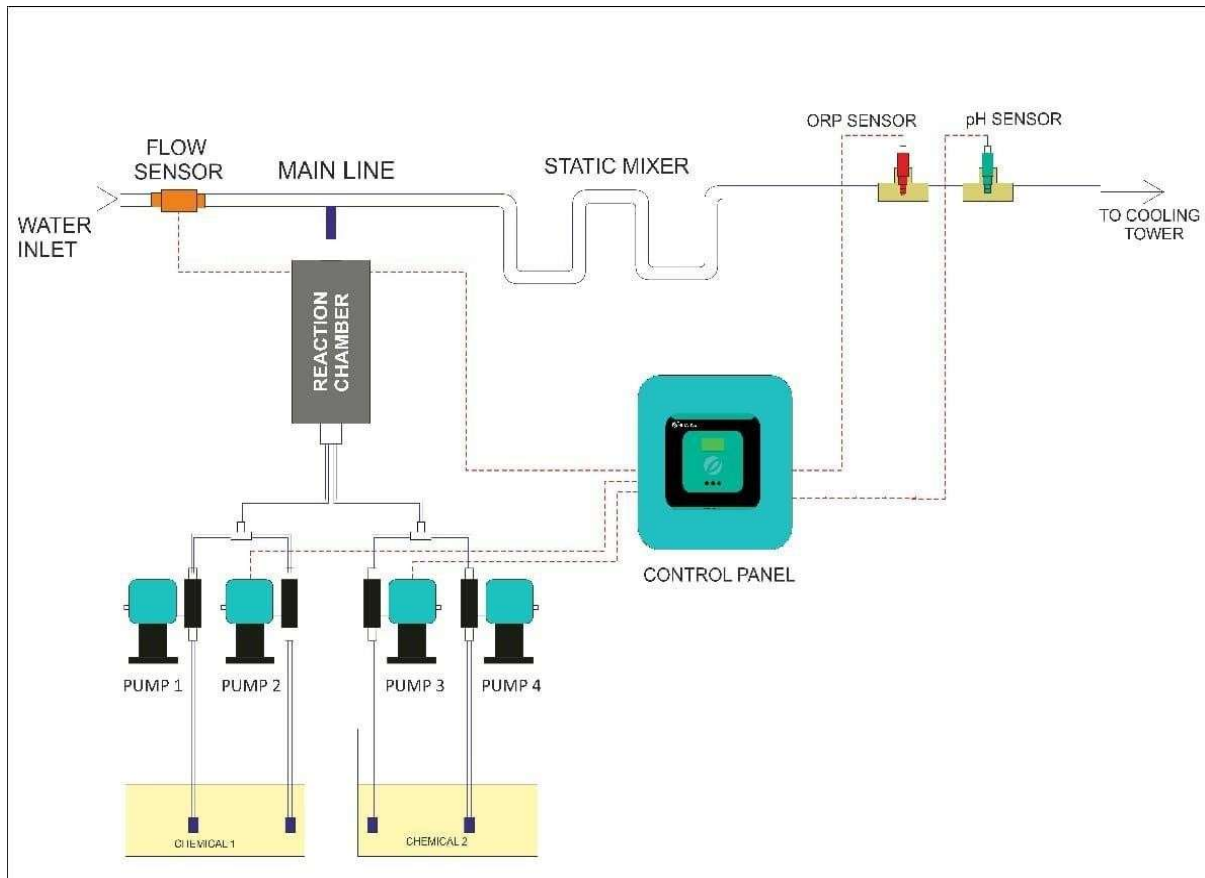 ORP SENSOR
pH SENSOR
FLOW
SENSOR
MAIN LINE
STATIC MIXER
WATER
INLET
TO COOLING
TOWER
REACTION
CHAMBER
CONTROL PANEL
PUMP 1
PUMP 2
PUMP 3
PUMP 4
CHEMICAL 1
CHEMICAL 2